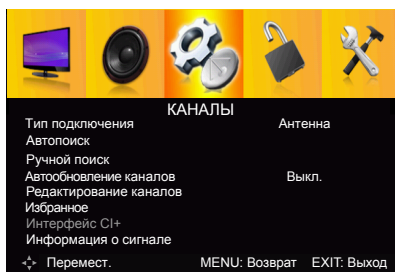 КАНАЛЫ
Тип подключения Антенна
Автопоиск
Ручной поиск
Автообновление каналов Выкл.
Редактирование каналов
Избранное
Интерфейс CI+
Информация о сигнале
Перемест. MENU: Возврат EXIT: Выход